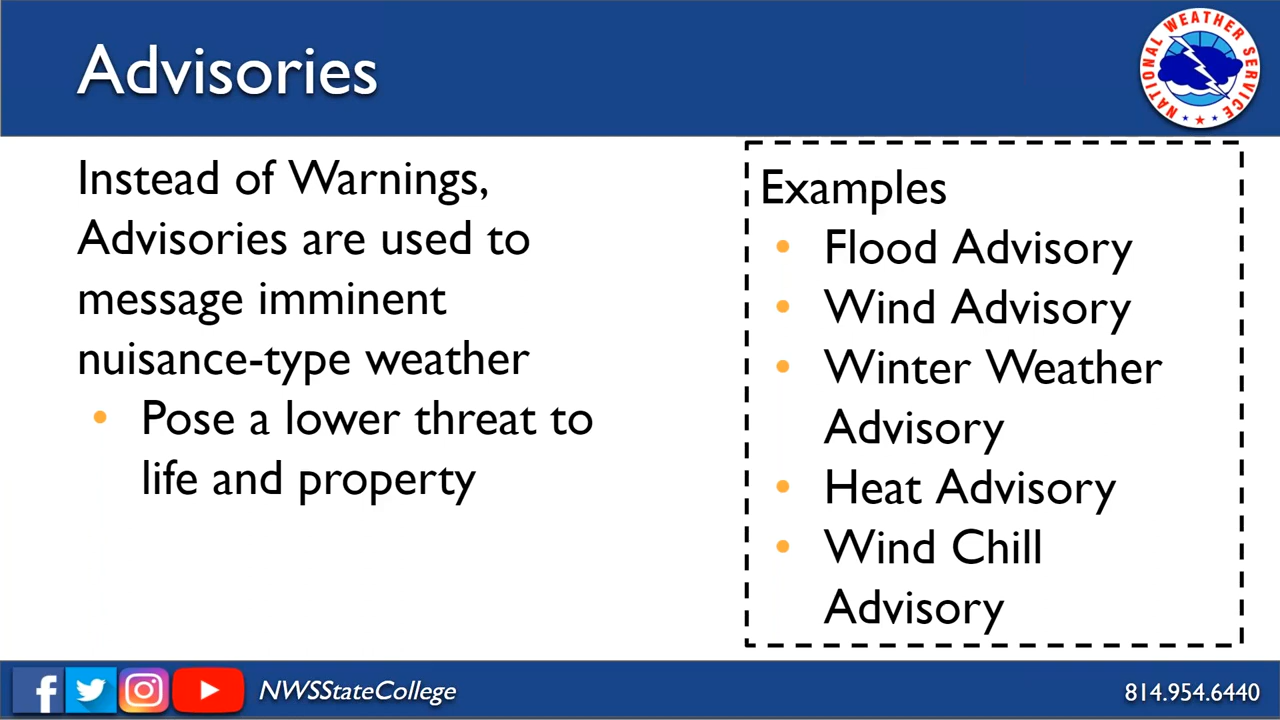 Advisories
NATIONAL WEATHER SERVICE
Instead of Warnings,
Advisories are used to
message imminent
nuisance-type weather
• Pose a lower threat to
life and property
Examples
• Flood Advisory
• Wind Advisory
• Winter Weather
Advisory
• Heat Advisory
• Wind Chill
Advisory
NWSStateCollege
814.954.6440